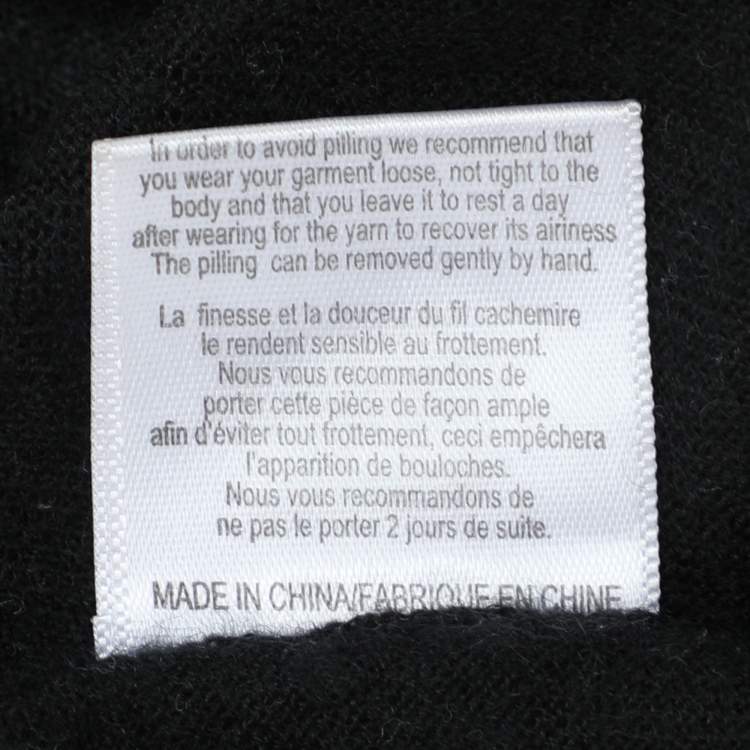 In order to avoid pilling we recommend that
you wear your garment loose, not tight to the
body and that you leave it to rest a day
after wearing for the yarn to recover its airiness
The pilling can be removed gently by hand.
La finesse et la douceur du fil cachemire
le rendent sensible au frottement.
Nous vous recommandons de
porter cette pièce de façon ample
afin d'éviter tout frottement, ceci empêchera
l'apparition de bouloches.
Nous vous recommandons de
ne pas le porter 2 jours de suite.
MADE IN CHINA/FABRIQUE EN CHINE